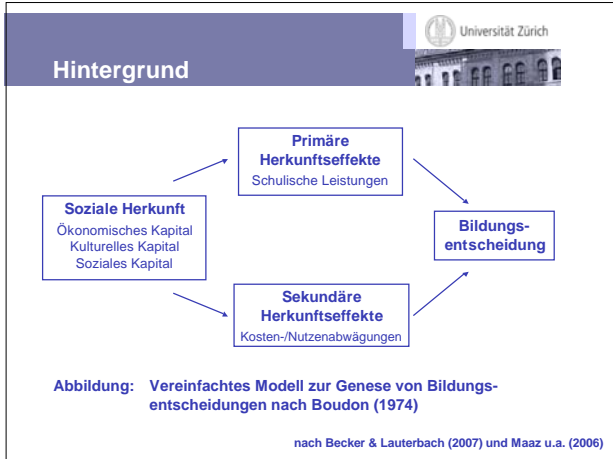 Universität Zürich
Hintergrund
Primäre
Herkunftseffekte
Schulische Leistungen
Soziale Herkunft
Ökonomisches Kapital
Kulturelles Kapital
Soziales Kapital
Bildungs-
entscheidung
Sekundäre
Herkunftseffekte
Kosten-/Nutzenabwägungen
Abbildung: Vereinfachtes Modell zur Genese von Bildungs-
entscheidungen nach Boudon (1974)
nach Becker & Lauterbach (2007) und Maaz u.a. (2006)